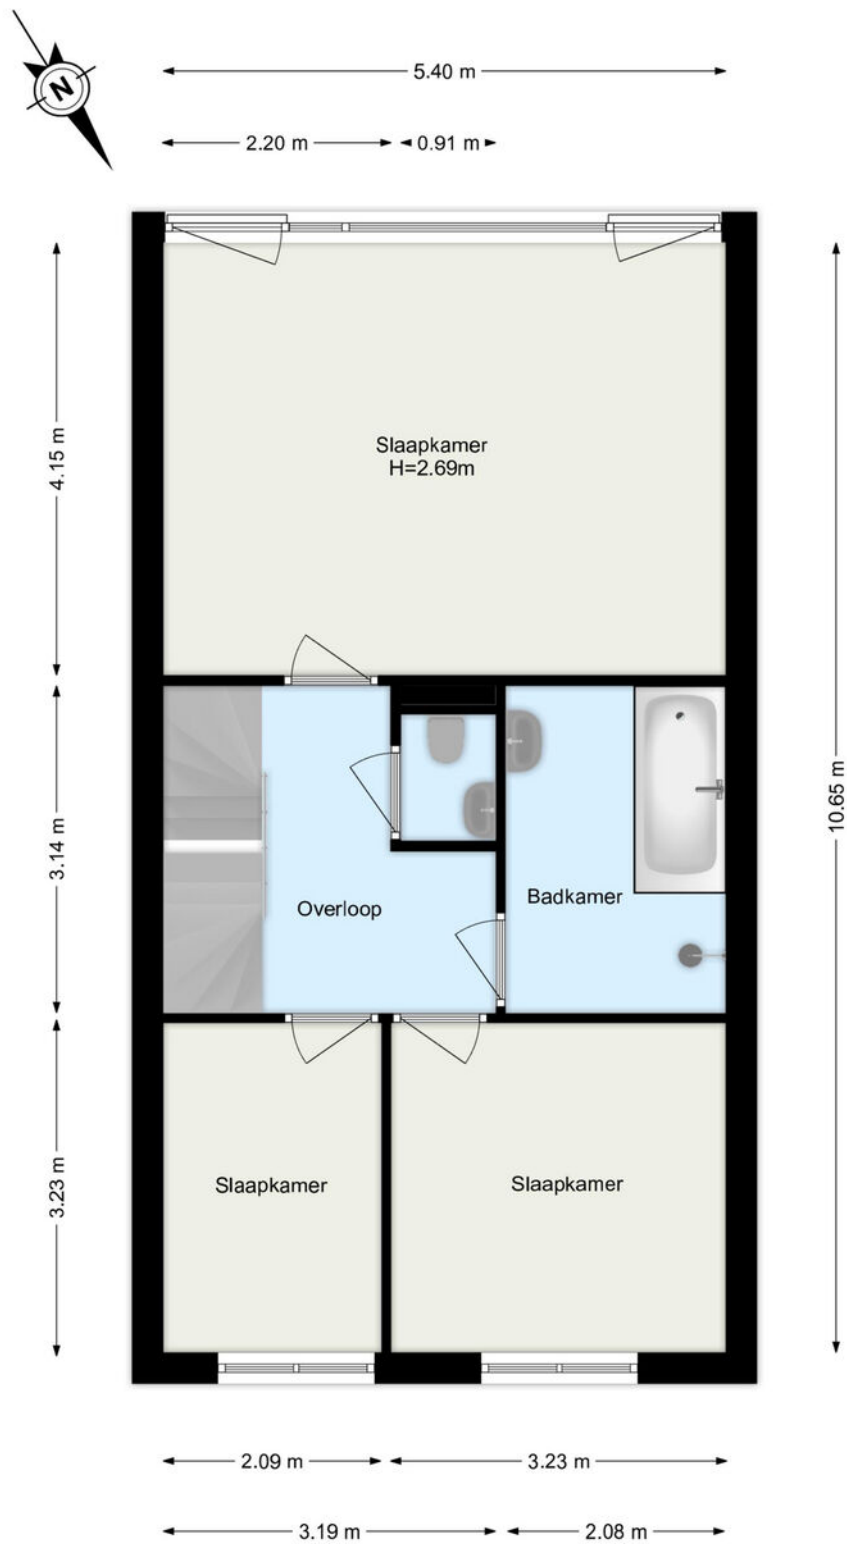 N
5.40 m
2.20 m
0.91 m
4.15 m
Slaapkamer
H=2.69m
10.65 m
3.14 m
Badkamer
Overloop
3.23 m
Slaapkamer
Slaapkamer
2.09 m
3.23 m
3.19 m
2.08 m